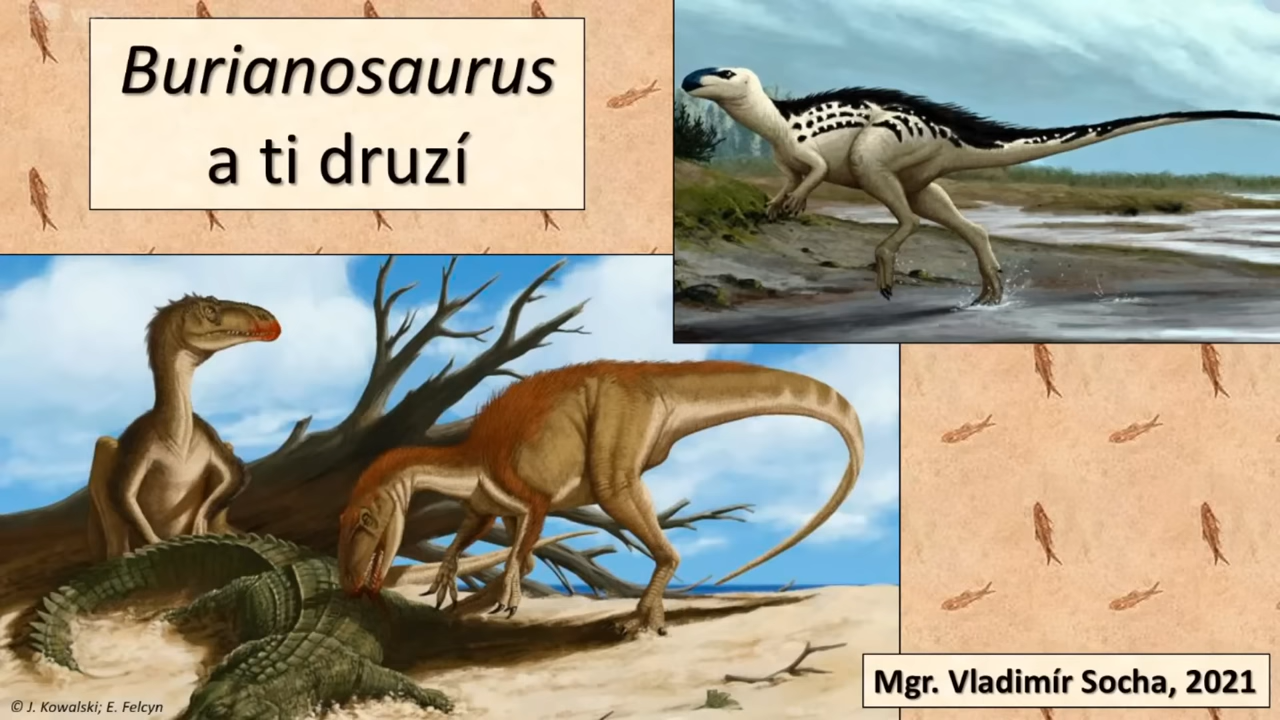 Burianosaurus
a ti druzí
© J. Kowalski; E. Felcyn
Mgr. Vladimír Socha, 2021